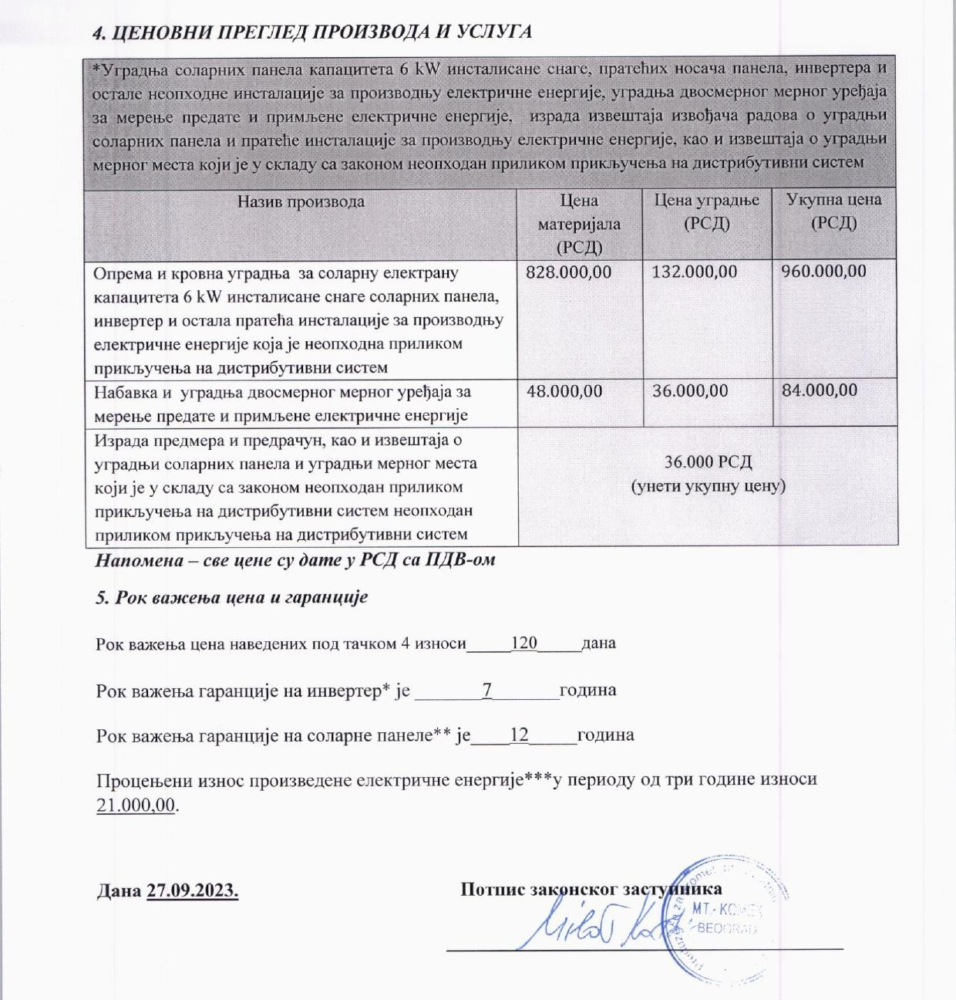 4. ЦЕНОВНИ ПРЕГЛЕД ПРОИЗВОДА И УСЛУГА
*Уградња соларних панела капацитета 6 kW инсталисане снаге, пратећих носача панела, инвертера и
остале неопходне инсталације за производњу електричне енергије, уградња двосмерног мерног уређаја
за мерење предате и примљене електричне енергије, израда извештаја извођача радова о уградњи
соларних панела и пратеће инсталације за производњу електричне енергије, као и извештаја о уградњи
мерног места који је у складу са законом неопходан приликом прикључења на дистрибутивни систем
Назив производа
Цена
материјала
(РСД)
Цена уградње
(РСД)
Укупна цена
(РСД)
Опрема и кровна уградња за соларну електрану
капацитета 6 kW инсталисане снаге соларних панела,
инвертер и остала пратећа инсталације за производњу
електричне енергије која је неопходна приликом
прикључења на дистрибутивни систем
828.000,00
132.000,00
960.000,00
Набавка и уградња двосмерног мерног уређаја за
мерење предате и примљене електричне енергије
48.000,00
36.000,00
84.000,00
Израда предмера и предрачун, као и извештаја о
уградњи соларних панела и уградњи мерног места
који је у складу са законом неопходан приликом
прикључења на дистрибутивни систем неопходан
приликом прикључења на дистрибутивни систем
36.000 РСД
(унети укупну цену)
Напомена – све цене су дате у РСД са ПДВ-ом
5. Рок важења цена и гаранције
Рок важења цена наведених под тачком 4 износи_____120_____дана
Рок важења гаранције на инвертер* је _______7_______година
Рок важења гаранције на соларне панеле** је____12_____година
Процењени износ произведене електричне енергије***у периоду од три године износи
21.000,00.
Дана 27.09.2023.
Потпис законског заступника
MT-KOMEX
BEOGRAD